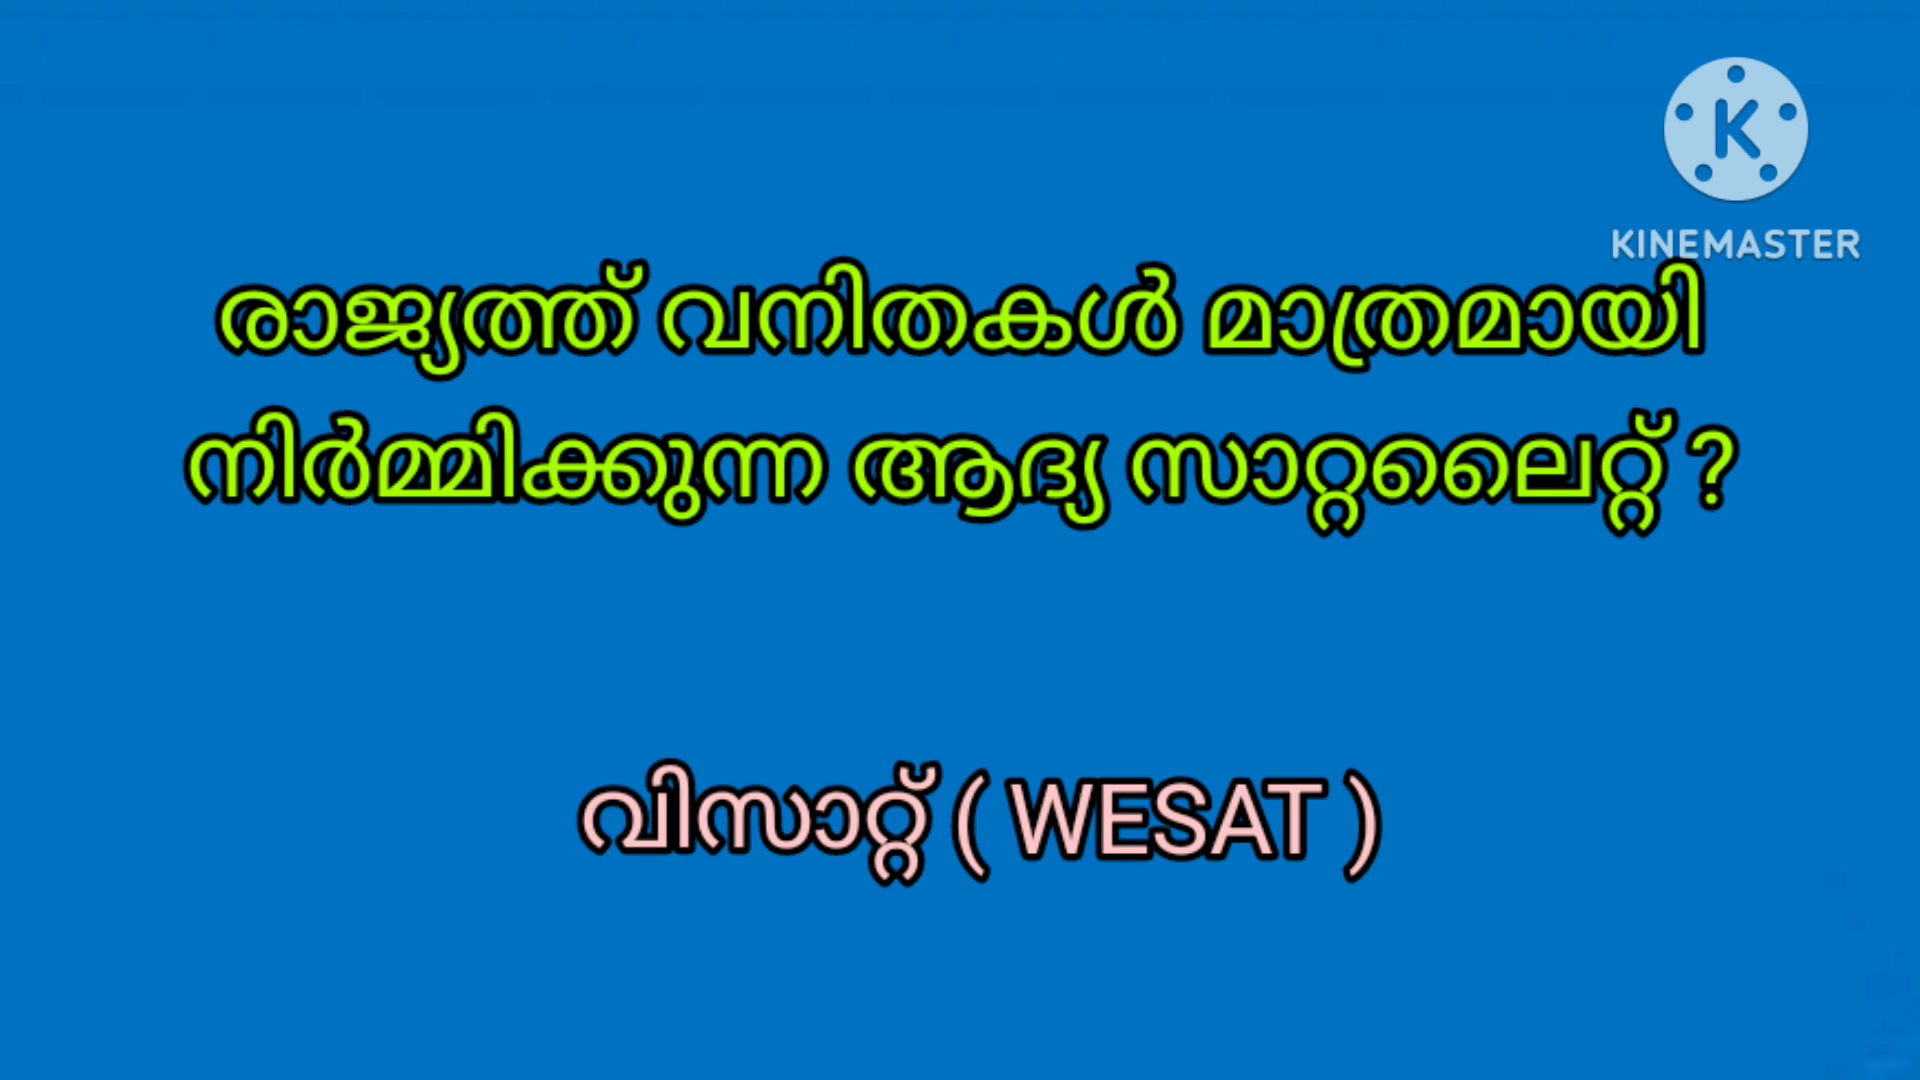 K
KINEMASTER
രാജ്യത്ത് വനിതകൾ മാത്രമായി
നിർമ്മിക്കുന്ന ആദ്യ സാറ്റലൈറ്റ് ?
വിസാറ്റ് ( WESAT )